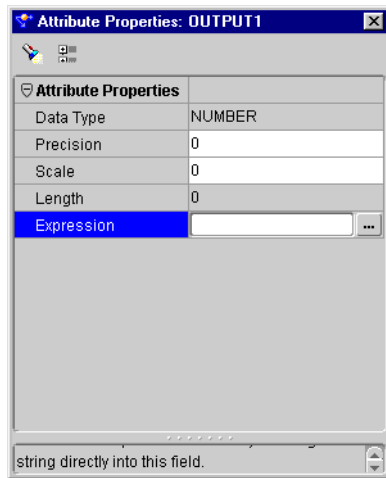 Attribute Properties: OUTPUT1
Attribute Properties
Data Type NUMBER
Precision 0
Scale 0
Length 0
Expression ...
string directly into this field.